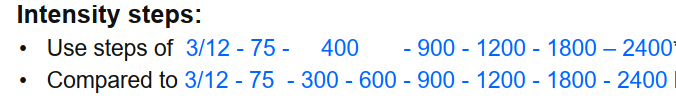 Intensity steps:
• Use steps of 3/12 - 75 - 400 - 900 - 1200 - 1800 – 2400
• Compared to 3/12 - 75 - 300 - 600 - 900 - 1200 - 1800 - 2400